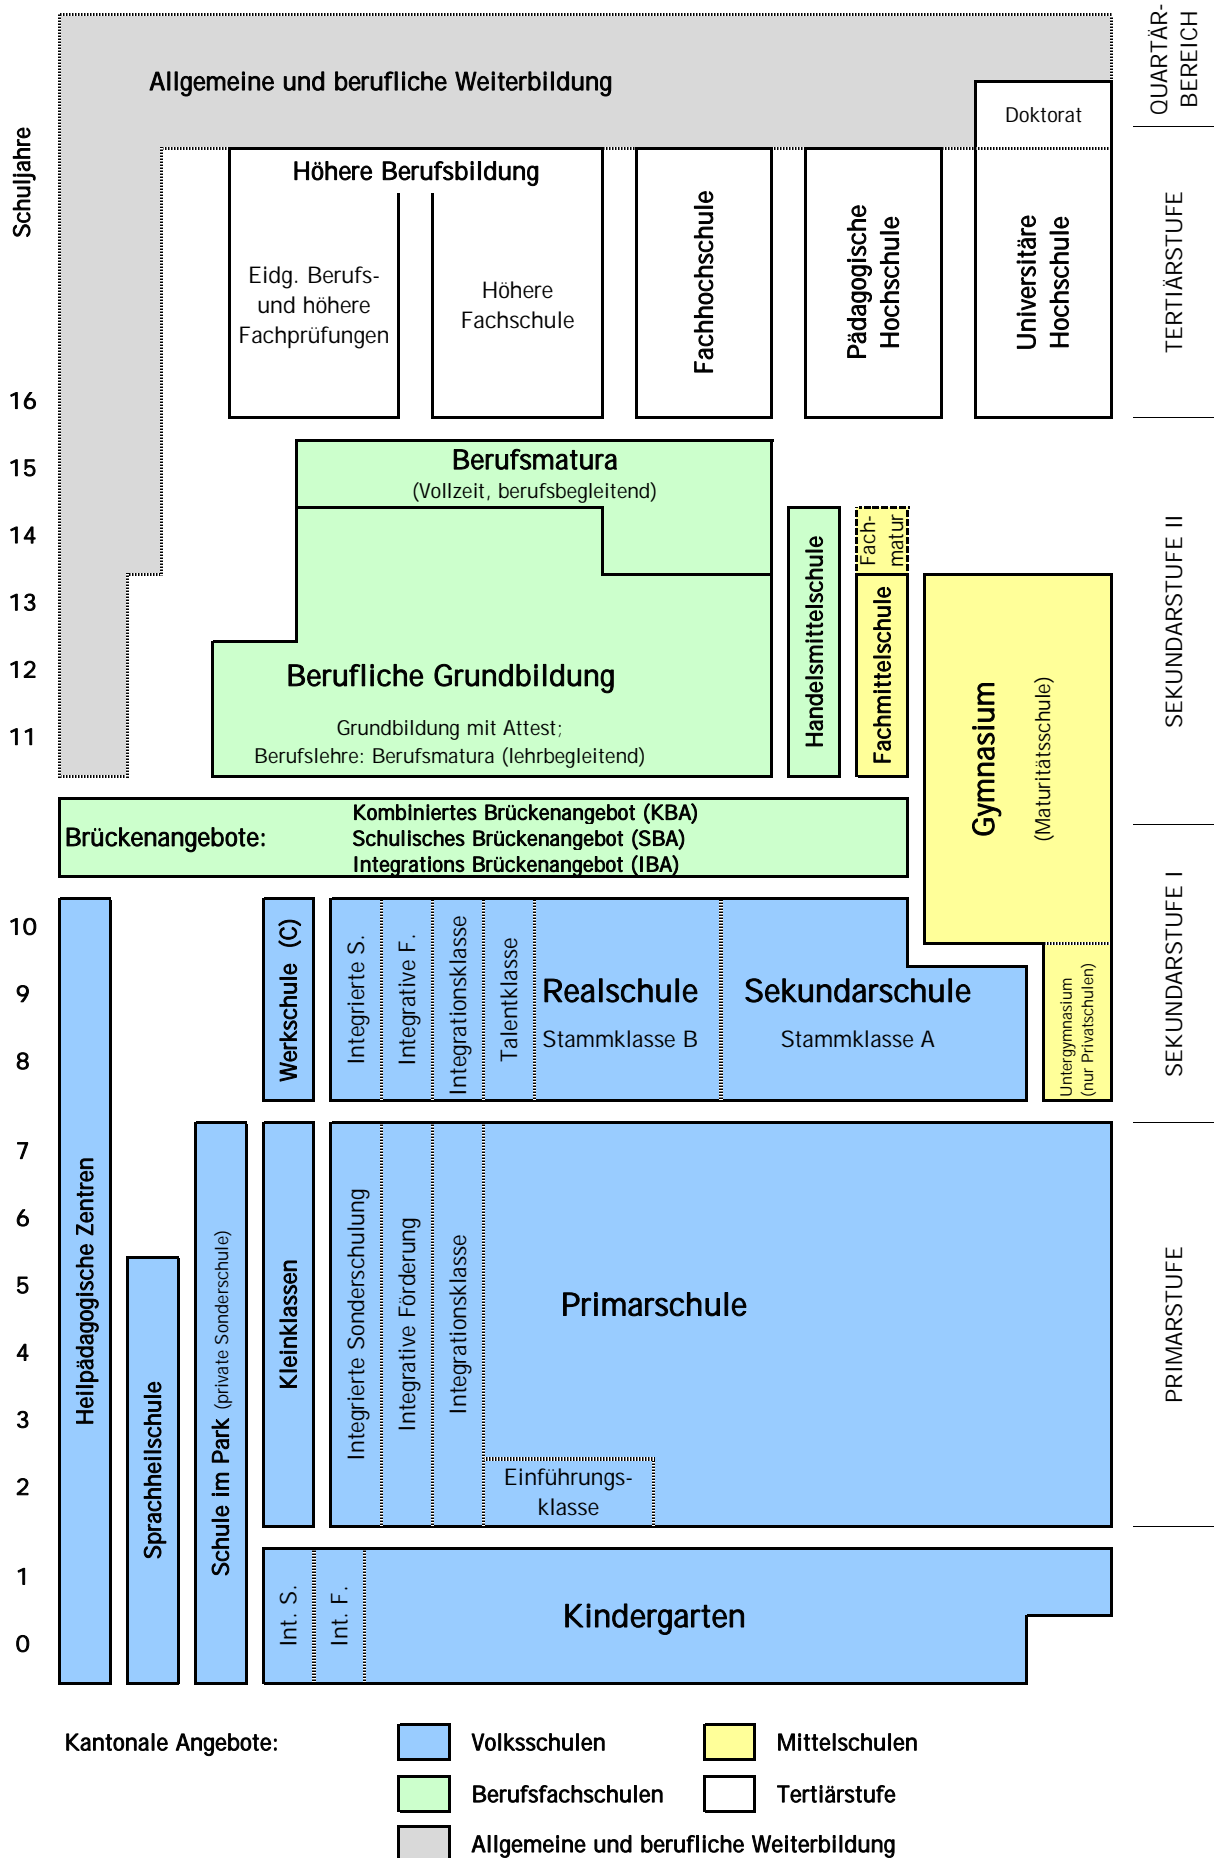 QUARTÄR-
BEREICH
Allgemeine und berufliche Weiterbildung
Doktorat
Schuljahre
Höhere Berufsbildung
Eidg. Berufs-
und höhere
Fachprüfungen
Höhere
Fachschule
Fachhochschule
Pädagogische
Hochschule
Universitäre
Hochschule
TERTIÄRSTUFE
16
15
14
13
12
11
Berufsmatura
(Vollzeit, berufsbegleitend)
Berufliche Grundbildung
Grundbildung mit Attest;
Berufslehre: Berufsmatura (lehrbegleitend)
Handelsmittelschule
Fach-
matur
Fachmittelschule
Gymnasium
(Maturitätsschule)
SEKUNDARSTUFE II
Brückenangebote:
Kombiniertes Brückenangebot (KBA)
Schulisches Brückenangebot (SBA)
Integrations Brückenangebot (IBA)
10
9
8
Werkschule (C)
Integrierte S.
Integrative F.
Integrationsklasse
Talentklasse
Realschule
Stammklasse B
Sekundarschule
Stammklasse A
Untergymnasium
(nur Privatschulen)
SEKUNDARSTUFE I
7
6
5
4
3
2
Heilpädagogische Zentren
Sprachheilschule
Schule im Park (private Sonderschule)
Kleinklassen
Integrierte Sonderschulung
Integrative Förderung
Integrationsklasse
Primarschule
Einführungs-
klasse
PRIMARSTUFE
1
0
Int. S.
Int. F.
Kindergarten
Kantonale Angebote:
Volksschulen
Mittelschulen
Berufsfachschulen
Tertiärstufe
Allgemeine und berufliche Weiterbildung